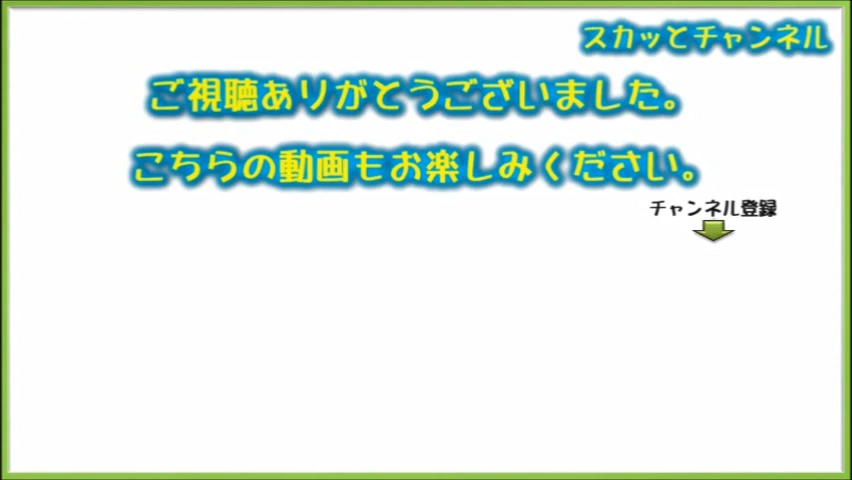 スカッとチャンネル
ご視聴ありがとうございました。
こちらの動画もお楽しみください。
チャンネル登録